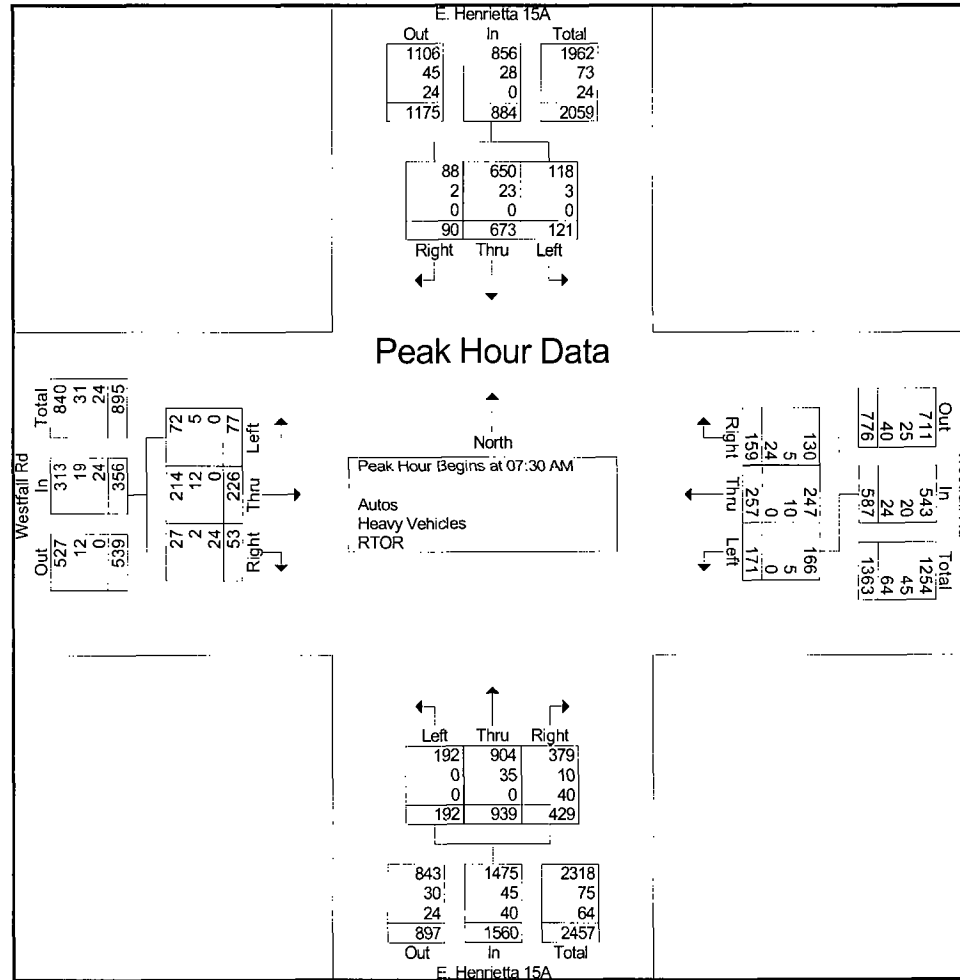 E. Henrietta 15A
Out In Total
1106 856 1962
45 28 73
24 0 24
1175 884 2059
88 650 118
2 23 3
0 0 0
90 673 121
Right Thru Left
Peak Hour Data
Westfall Rd
Total In Out
840 313 527
31 19 12
24 24 0
895 356 539
Left Thru Right
72 214 27
5 12 2
0 0 24
77 226 53
North
Peak Hour Begins at 07:30 AM
Autos
Heavy Vehicles
RTOR
Right Thru Left
130 247 166
5 10 5
24 0 0
159 257 171
Out In Total
711 543 1254
25 20 45
40 24 64
776 587 1363
Left Thru Right
192 904 379
0 35 10
0 0 40
192 939 429
843 1475 2318
30 45 75
24 40 64
897 1560 2457
Out In Total
E. Henrietta 15A